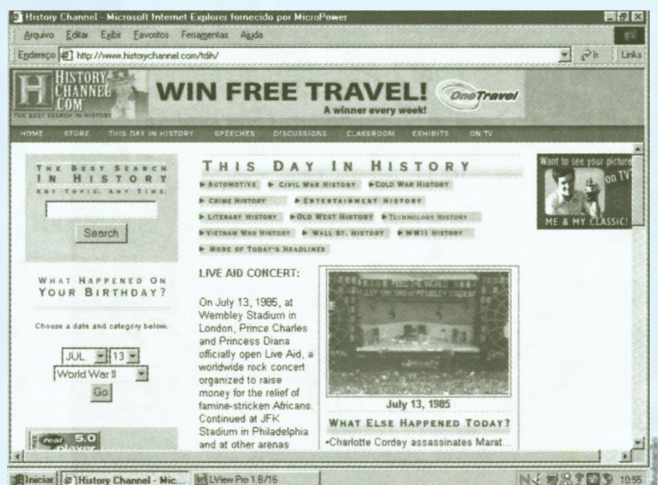 History Channel - Microsoft Internet Explorer fornecido por MicroPower
Arquivo Editar Exibir Favoritos Ferramentas Ajuda
Endereço http://www.historychannel.com/tdih/ Ir Links
HISTORY
CHANNEL
.COM
THE BEST SEARCH IN HISTORY
WIN FREE TRAVEL!
A winner every week!
OneTravel
HOME STORE THIS DAY IN HISTORY SPEECHES DISCUSSIONS CLASSROOM EXHIBITS ON TV
THE BEST SEARCH
IN HISTORY
ANY TOPIC. ANY TIME.
Search
WHAT HAPPENED ON
YOUR BIRTHDAY?
Choose a date and category below.
JUL 13
World War II
Go
real 5.0
player
THIS DAY IN HISTORY
AUTOMOTIVE CIVIL WAR HISTORY COLD WAR HISTORY
CRIME HISTORY ENTERTAINMENT HISTORY
LITERARY HISTORY OLD WEST HISTORY TECHNOLOGY HISTORY
VIETNAM WAR HISTORY WALL ST. HISTORY WWII HISTORY
MORE OF TODAY'S HEADLINES
LIVE AID CONCERT:
On July 13, 1985, at
Wembley Stadium in
London, Prince Charles
and Princess Diana
officially open Live Aid, a
worldwide rock concert
organized to raise
money for the relief of
famine-stricken Africans.
Continued at JFK
Stadium in Philadelphia
and at other arenas
July 13, 1985
WHAT ELSE HAPPENED TODAY?
•Charlotte Corday assassinates Marat...
Want to see your picture
on TV?
ME & MY CLASSIC!
Iniciar History Channel - Mic... LView Pro 1.B/16 10:55